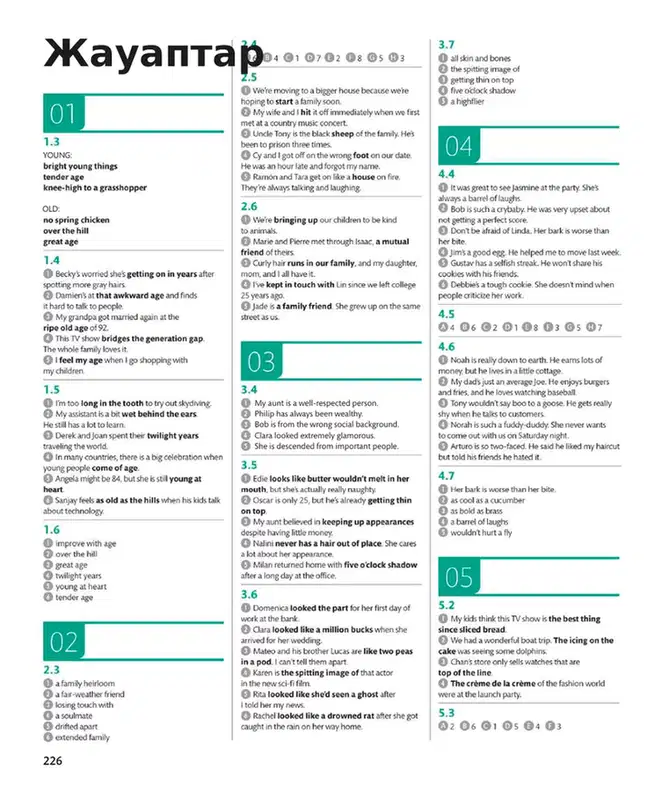 Жауаптар
01
1.3
YOUNG:
bright young things
tender age
knee-high to a grasshopper
OLD:
no spring chicken
over the hill
great age
1.4
1 Becky's worried she's getting on in years after
spotting more gray hairs.
2 Damien's at that awkward age and finds
it hard to talk to people.
3 My grandpa got married again at the
ripe old age of 92.
4 This TV show bridges the generation gap.
The whole family loves it.
5 I feel my age when I go shopping with
my children.
1.5
1 I'm too long in the tooth to try out skydiving.
2 My assistant is a bit wet behind the ears.
He still has a lot to learn.
3 Derek and Joan spent their twilight years
traveling the world.
4 In many countries, there is a big celebration when
young people come of age.
5 Angela might be 84, but she is still young at
heart.
6 Sanjay feels as old as the hills when his kids talk
about technology.
1.6
1 improve with age
2 over the hill
3 great age
4 twilight years
5 young at heart
6 tender age
02
2.3
1 a family heirloom
2 a fair-weather friend
3 losing touch with
4 a soulmate
5 drifted apart
6 extended family
2.4
A 6 B 4 C 1 D 7 E 2 F 8 G 5 H 3
2.5
1 We're moving to a bigger house because we're
hoping to start a family soon.
2 My wife and I hit it off immediately when we first
met at a country music concert.
3 Uncle Tony is the black sheep of the family. He's
been to prison three times.
4 Cy and I got off on the wrong foot on our date.
He was an hour late and forgot my name.
5 Ramón and Tara get on like a house on fire.
They're always talking and laughing.
2.6
1 We're bringing up our children to be kind
to animals.
2 Marie and Pierre met through Isaac, a mutual
friend of theirs.
3 Curly hair runs in our family, and my daughter,
mom, and I all have it.
4 I've kept in touch with Lin since we left college
25 years ago.
5 Jade is a family friend. She grew up on the same
street as us.
03
3.4
1 My aunt is a well-respected person.
2 Philip has always been wealthy.
3 Bob is from the wrong social background.
4 Clara looked extremely glamorous.
5 She is descended from important people.
3.5
1 Edie looks like butter wouldn't melt in her
mouth, but she's actually really naughty.
2 Oscar is only 25, but he's already getting thin
on top.
3 My aunt believed in keeping up appearances
despite having little money.
4 Nalini never has a hair out of place. She cares
a lot about her appearance.
5 Milan returned home with five o'clock shadow
after a long day at the office.
3.6
1 Domenica looked the part for her first day of
work at the bank.
2 Clara looked like a million bucks when she
arrived for her wedding.
3 Mateo and his brother Lucas are like two peas
in a pod. I can't tell them apart.
4 Karen is the spitting image of that actor
in the new sci-fi film.
5 Rita looked like she'd seen a ghost after
I told her my news.
6 Rachel looked like a drowned rat after she got
caught in the rain on her way home.
3.7
1 all skin and bones
2 the spitting image of
3 getting thin on top
4 five o'clock shadow
5 a highflier
04
4.4
1 It was great to see Jasmine at the party. She's
always a barrel of laughs.
2 Bob is such a crybaby. He was very upset about
not getting a perfect score.
3 Don't be afraid of Linda. Her bark is worse than
her bite.
4 Jim's a good egg. He helped me to move last week.
5 Gustav has a selfish streak. He won't share his
cookies with his friends.
6 Debbie's a tough cookie. She doesn't mind when
people criticize her work.
4.5
A 4 B 6 C 2 D 1 E 8 F 3 G 5 H 7
4.6
1 Noah is really down to earth. He earns lots of
money, but he lives in a little cottage.
2 My dad's just an average Joe. He enjoys burgers
and fries, and he loves watching baseball.
3 Tony wouldn't say boo to a goose. He gets really
shy when he talks to customers.
4 Norah is such a fuddy-duddy. She never wants
to come out with us on Saturday night.
5 Arturo is so two-faced. He said he liked my haircut
but told his friends he hated it.
4.7
1 Her bark is worse than her bite.
2 as cool as a cucumber
3 as bold as brass
4 a barrel of laughs
5 wouldn't hurt a fly
05
5.2
1 My kids think this TV show is the best thing
since sliced bread.
2 We had a wonderful boat trip. The icing on the
cake was seeing some dolphins.
3 Chan's store only sells watches that are
top of the line.
4 The crème de la crème of the fashion world
were at the launch party.
5.3
A 2 B 6 C 1 D 5 E 4 F 3
226